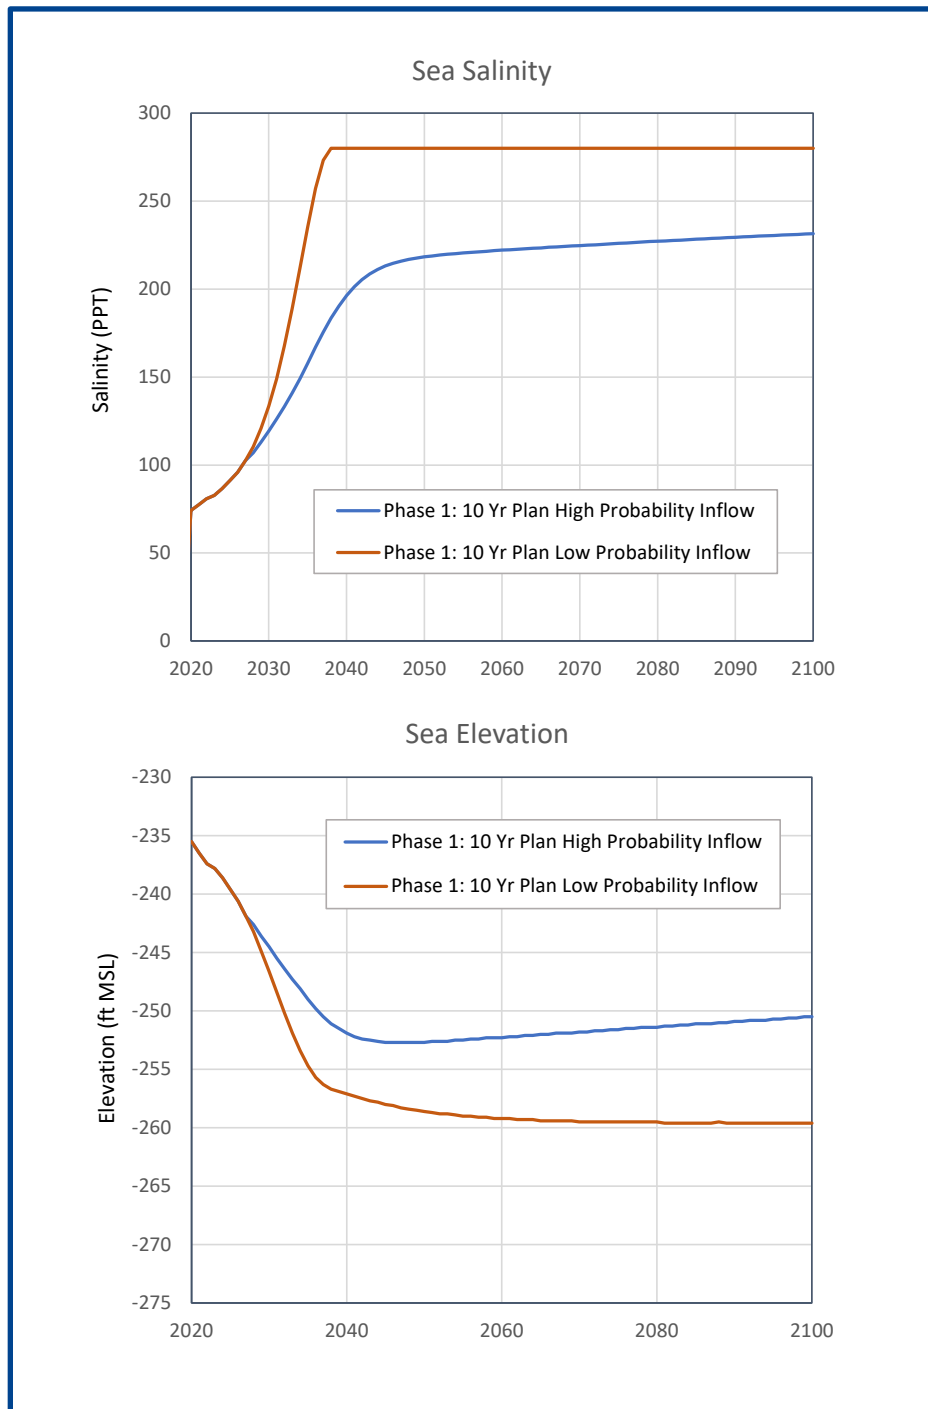 Sea Salinity
300
250
200
150
100
50
0
Salinity (PPT)
Phase 1: 10 Yr Plan High Probability Inflow
Phase 1: 10 Yr Plan Low Probability Inflow
2020 2030 2040 2050 2060 2070 2080 2090 2100
Sea Elevation
-230
-235
-240
-245
-250
-255
-260
-265
-270
-275
Elevation (ft MSL)
Phase 1: 10 Yr Plan High Probability Inflow
Phase 1: 10 Yr Plan Low Probability Inflow
2020 2040 2060 2080 2100